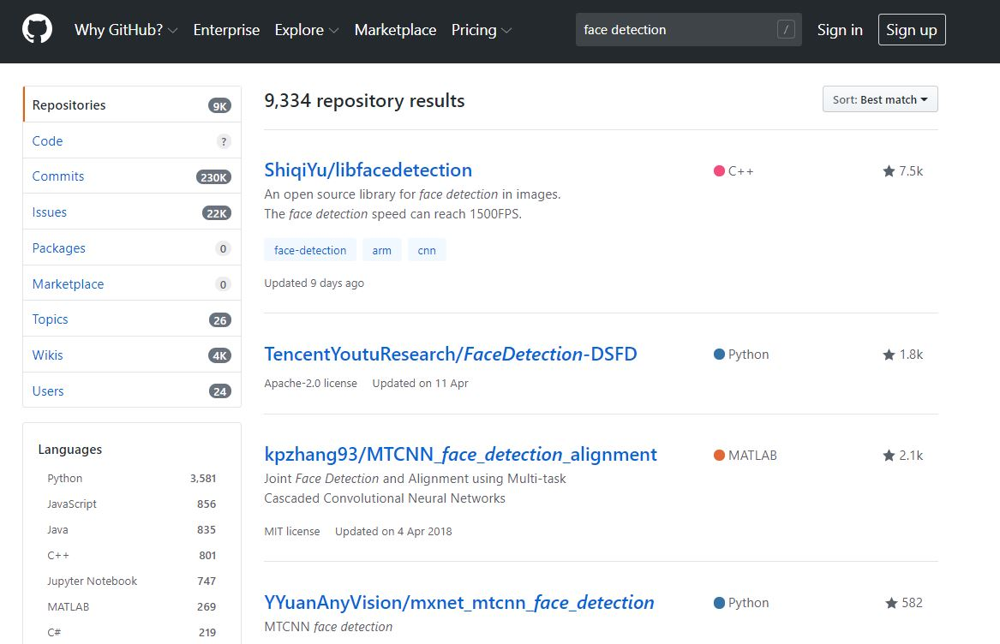 Why GitHub? Enterprise Explore Marketplace Pricing face detection / Sign in Sign up
Repositories 9K
Code ?
Commits 230K
Issues 22K
Packages 0
Marketplace 0
Topics 26
Wikis 4K
Users 24
Languages
Python 3,581
JavaScript 856
Java 835
C++ 801
Jupyter Notebook 747
MATLAB 269
C# 219
9,334 repository results Sort: Best match
ShiqiYu/libfacedetection C++ 7.5k
An open source library for face detection in images.
The face detection speed can reach 1500FPS.
face-detection arm cnn
Updated 9 days ago
TencentYoutuResearch/FaceDetection-DSFD Python 1.8k
Apache-2.0 license Updated on 11 Apr
kpzhang93/MTCNN_face_detection_alignment MATLAB 2.1k
Joint Face Detection and Alignment using Multi-task
Cascaded Convolutional Neural Networks
MIT license Updated on 4 Apr 2018
YYuanAnyVision/mxnet_mtcnn_face_detection Python 582
MTCNN face detection